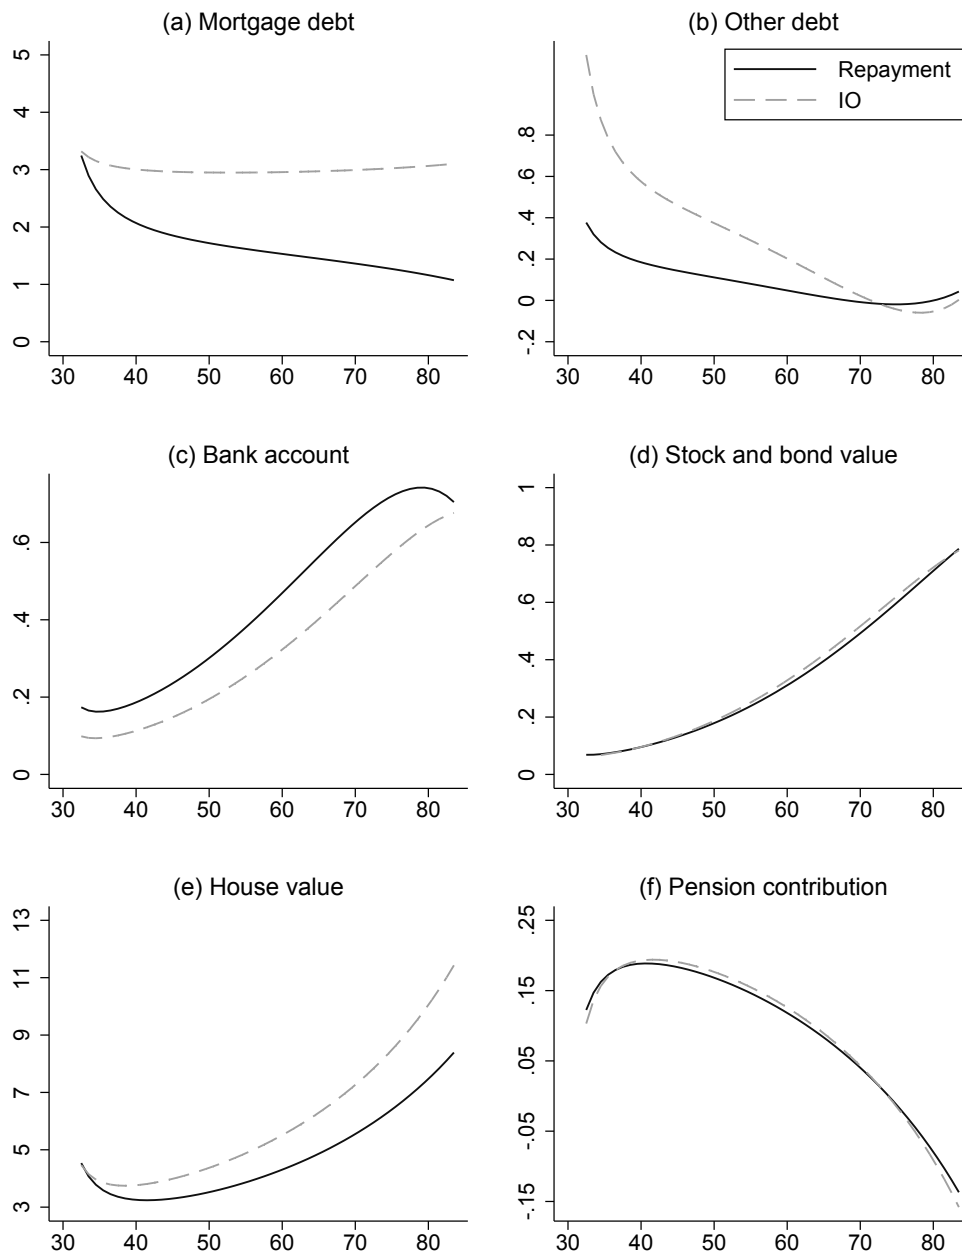 (a) Mortgage debt
5
4
3
2
1
0
30 40 50 60 70 80
(b) Other debt
Repayment
IO
.8
.6
.4
.2
0
-.2
30 40 50 60 70 80
(c) Bank account
.6
.4
.2
0
30 40 50 60 70 80
(d) Stock and bond value
1
.8
.6
.4
.2
0
30 40 50 60 70 80
(e) House value
13
11
9
7
5
3
30 40 50 60 70 80
(f) Pension contribution
.25
.15
.05
-.05
-.15
30 40 50 60 70 80